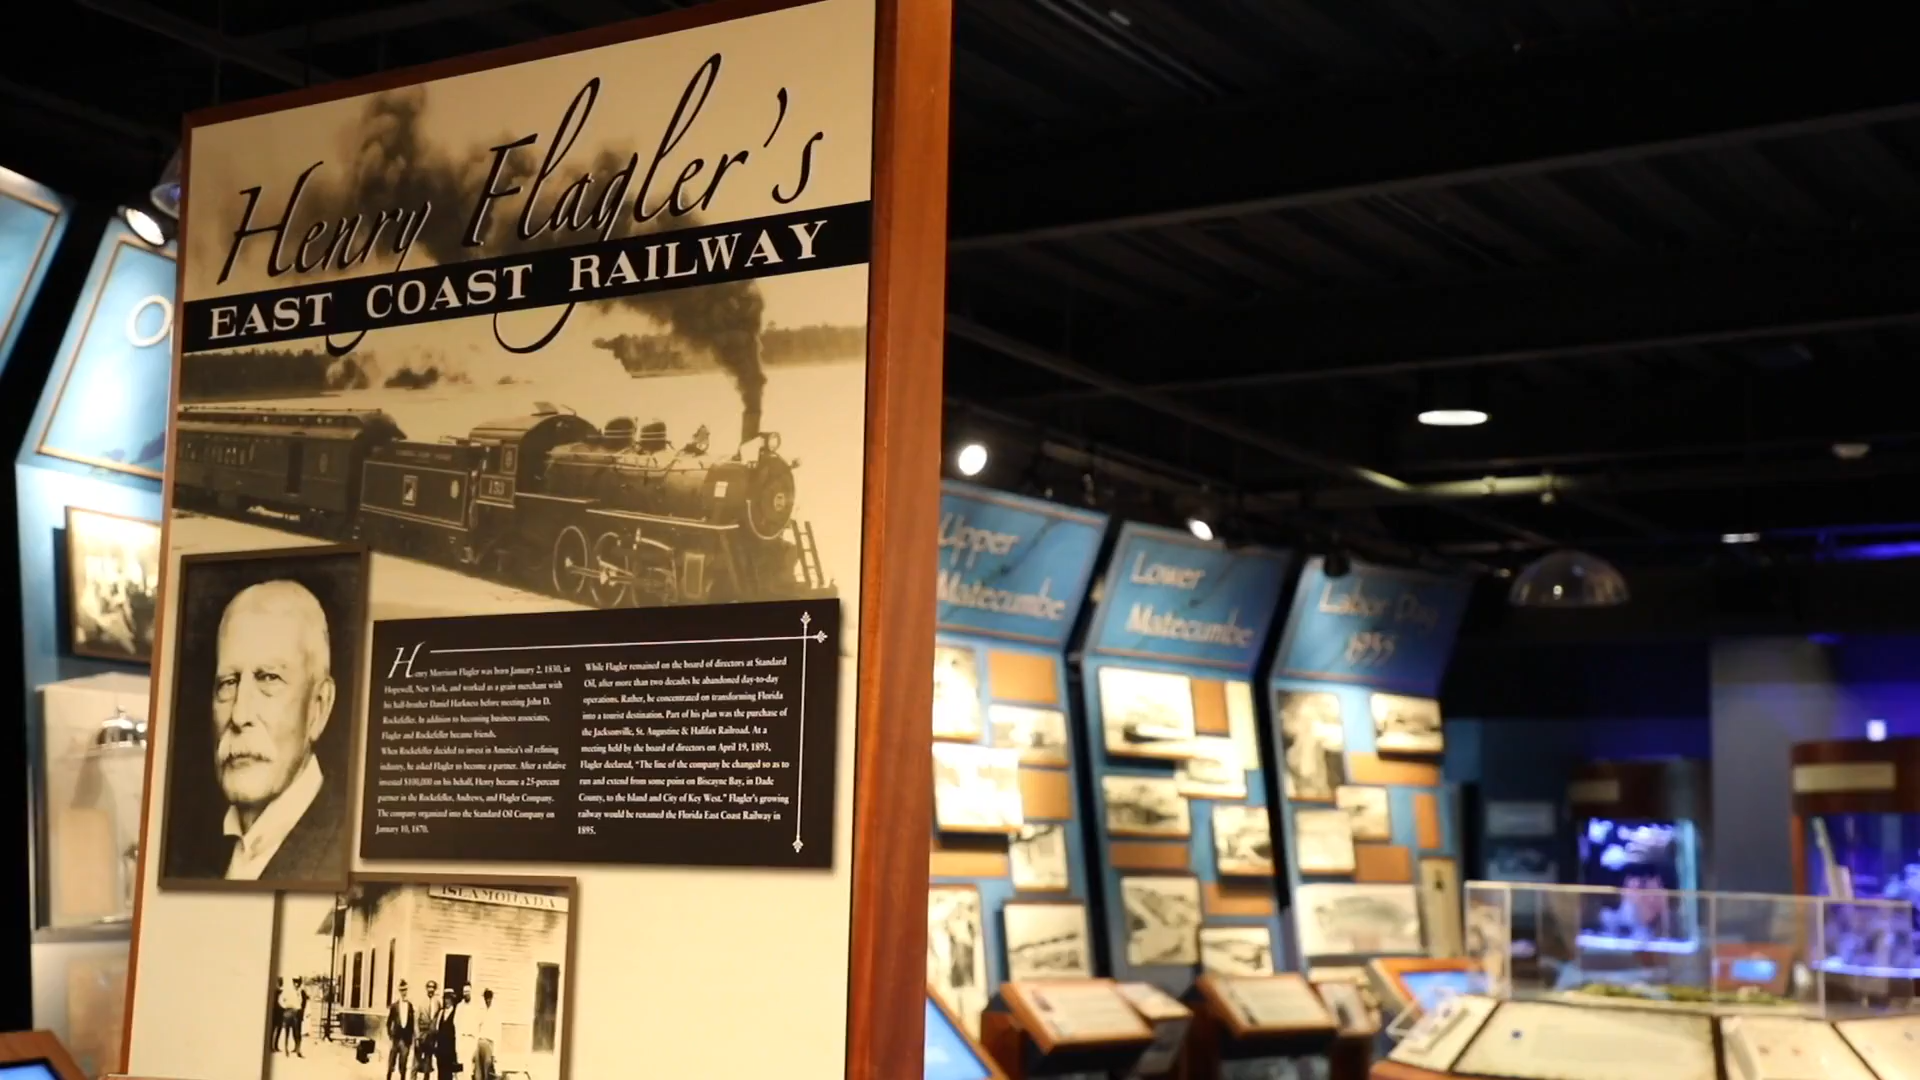 Henry Flagler's
EAST COAST RAILWAY
153
Henry Morrison Flagler was born January 2, 1830, in
Hopewell, New York, and worked as a grain merchant with
his half-brother Daniel Harkness before meeting John D.
Rockefeller. In addition to becoming business associates,
Flagler and Rockefeller became friends.
When Rockefeller decided to invest in America's oil refining
industry, he asked Flagler to become a partner. After a relative
invested $100,000 on his behalf, Henry became a 25-percent
partner in the Rockefeller, Andrews, and Flagler Company.
The company organized into the Standard Oil Company on
January 10, 1870.
While Flagler remained on the board of directors at Standard
Oil, after more than two decades he abandoned day-to-day
operations. Rather, he concentrated on transforming Florida
into a tourist destination. Part of his plan was the purchase of
the Jacksonville, St. Augustine & Halifax Railroad. At a
meeting held by the board of directors on April 19, 1893,
Flagler declared, "The line of the company be changed so as to
run and extend from some point on Biscayne Bay, in Dade
County, to the Island and City of Key West." Flagler's growing
railway would be renamed the Florida East Coast Railway in
1895.
ISLAMORADA
Upper
Matecumbe
Lower
Matecumbe
Labor Day
1935